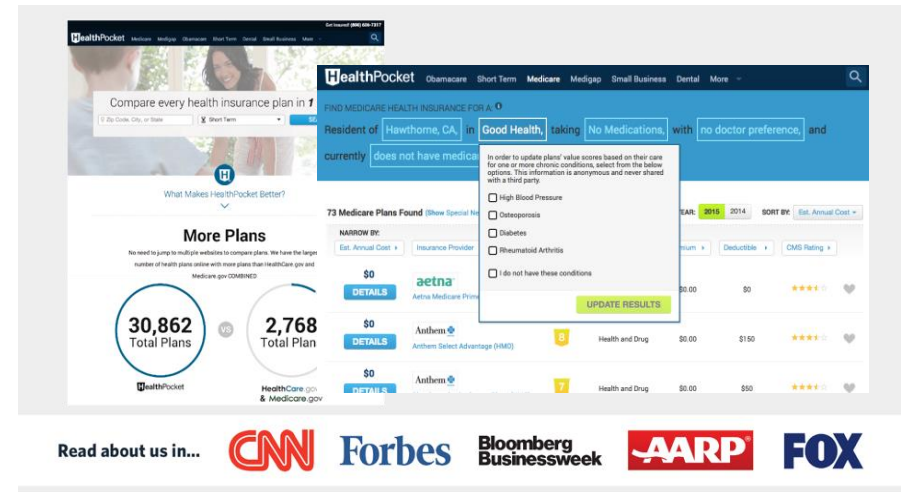 Get Insured! (800) 626-7317
HealthPocket Medicare Medigap Obamacare Short Term Dental Small Business More
Compare every health insurance plan in 1
Zip Code, City, or State Short Term
What Makes HealthPocket Better?
More Plans
No need to jump to multiple websites to compare plans. We have the larges
number of health plans online with more plans than HealthCare.gov and
Medicare.gov COMBINED
30,862
Total Plans
VS
2,768
Total Plan
HealthPocket
HealthCare.gov
& Medicare.gov
HealthPocket Obamacare Short Term Medicare Medigap Small Business Dental More
FIND MEDICARE HEALTH INSURANCE FOR A:
Resident of Hawthorne, CA, in Good Health, taking No Medications, with no doctor preference, and
currently does not have medica
In order to update plans' value scores based on their care
for one or more chronic conditions, select from the below
options. This information is anonymous and never shared
with a third party.
High Blood Pressure
Osteoporosis
Diabetes
Rheumatoid Arthritis
I do not have these conditions
UPDATE RESULTS
73 Medicare Plans Found (Show Special Ne
EAR: 2015 2014 SORT BY: Est. Annual Cost
NARROW BY:
Est. Annual Cost Insurance Provider mium Deductible CMS Rating
$0
DETAILS
aetna
Aetna Medicare Prim
$0.00 $0
$0
DETAILS
Anthem
Anthem Select Advantage (HMO)
8 Health and Drug $0.00 $150
$0
DETAILS
Anthem
7 Health and Drug $0.00 $50
Read about us in... CNN Forbes Bloomberg Businessweek AARP FOX